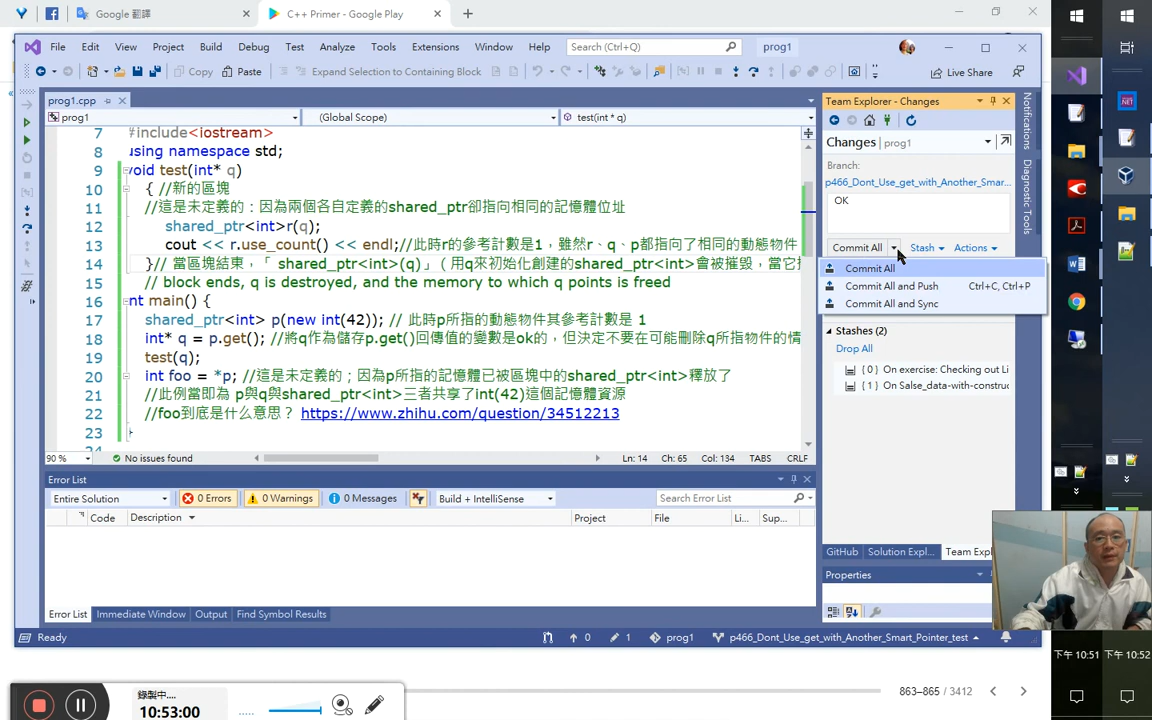 Google 翻譯
C++ Primer - Google Play
File Edit View Project Build Debug Test Analyze Tools Extensions Window Help Search (Ctrl+Q) prog1
Copy Paste Expand Selection to Containing Block Live Share
prog1.cpp
prog1 (Global Scope) test(int * q)
7 #include<iostream>
8 using namespace std;
9 void test(int* q)
10 { //新的區塊
11 //這是未定義的：因為兩個各自定義的shared_ptr卻指向相同的記憶體位址
12 shared_ptr<int>r(q);
13 cout << r.use_count() << endl;//此時r的參考計數是1，雖然r、q、p都指向了相同的動態物件
14 }// 當區塊結束，「 shared_ptr<int>(q)」（用q來初始化創建的shared_ptr<int>會被摧毀，當它
15 // block ends, q is destroyed, and the memory to which q points is freed
16 nt main() {
17 shared_ptr<int> p(new int(42)); // 此時p所指的動態物件其參考計數是 1
18 int* q = p.get(); //將q作為儲存p.get()回傳值的變數是ok的，但決定不要在可能刪除q所指物件的情
19 test(q);
20 int foo = *p; //這是未定義的；因為p所指的記憶體已被區塊中的shared_ptr<int>釋放了
21 //此例當即為 p與q與shared_ptr<int>三者共享了int(42)這個記憶體資源
22 //foo到底是什么意思？ https://www.zhihu.com/question/34512213
23
90 % No issues found Ln: 14 Ch: 65 Col: 134 TABS CRLF
Error List
Entire Solution 0 Errors 0 Warnings 0 Messages Build + IntelliSense Search Error List
Code Description Project File Li... Sup...
Error List Immediate Window Output Find Symbol Results
Ready 0 1 prog1 p466_Dont_Use_get_with_Another_Smart_Pointer_test
Team Explorer - Changes
Changes prog1
Branch:
p466_Dont_Use_get_with_Another_Smar...
OK
Commit All Stash Actions
Commit All
Commit All and Push Ctrl+C, Ctrl+P
Commit All and Sync
Stashes (2)
Drop All
{ 0 } On exercise: Checking out Li
{ 1 } On Salse_data-with-construc
GitHub Solution Expl... Team Expl
Properties
Notifications
Diagnostic Tools
下午 10:51 下午 10:52
錄製中....
10:53:00
863–865 / 3412